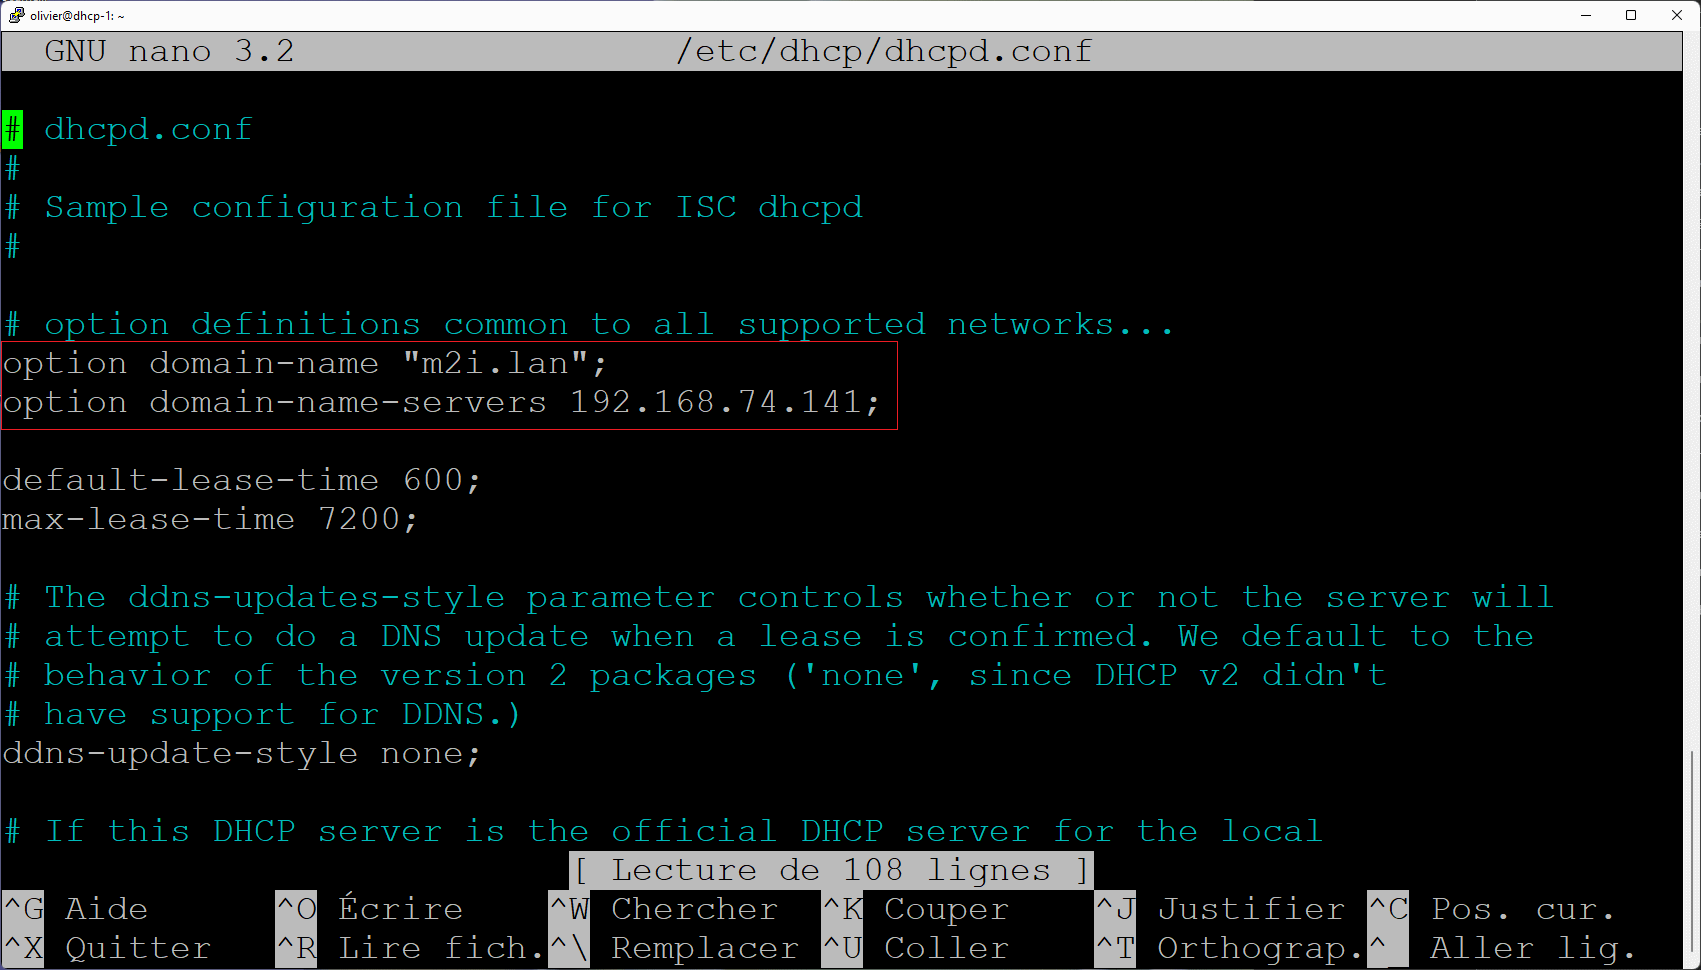 olivier@dhcp-1: ~
GNU nano 3.2 /etc/dhcp/dhcpd.conf
# dhcpd.conf
#
# Sample configuration file for ISC dhcpd
#
# option definitions common to all supported networks...
option domain-name "m2i.lan";
option domain-name-servers 192.168.74.141;
default-lease-time 600;
max-lease-time 7200;
# The ddns-updates-style parameter controls whether or not the server will
# attempt to do a DNS update when a lease is confirmed. We default to the
# behavior of the version 2 packages ('none', since DHCP v2 didn't
# have support for DDNS.)
ddns-update-style none;
# If this DHCP server is the official DHCP server for the local
[ Lecture de 108 lignes ]
^G Aide ^O Écrire ^W Chercher ^K Couper ^J Justifier ^C Pos. cur.
^X Quitter ^R Lire fich. ^\ Remplacer ^U Coller ^T Orthograp. ^ Aller lig.